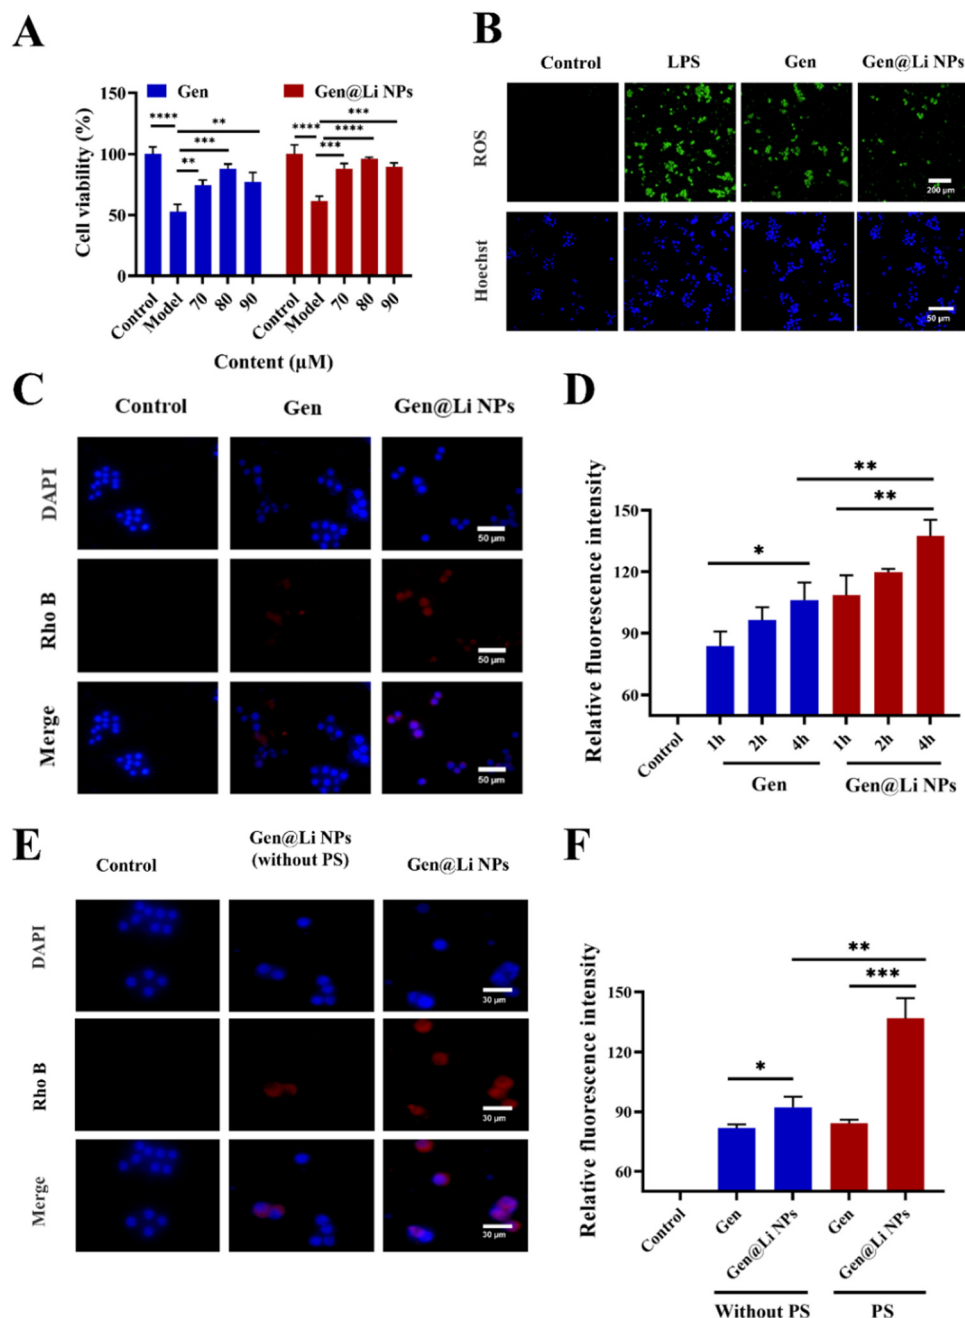 A
Gen
Gen@Li NPs
Cell viability (%)
150
100
50
0
****
**
***
**
****
***
****
***
Control
Model
70
80
90
Control
Model
70
80
90
Content (µM)
B
Control
LPS
Gen
Gen@Li NPs
ROS
200 µm
Hoechst
50 µm
C
Control
Gen
Gen@Li NPs
DAPI
50 µm
Rho B
50 µm
Merge
50 µm
D
Relative fluorescence intensity
150
120
90
60
**
**
*
Control
1h
2h
4h
1h
2h
4h
Gen
Gen@Li NPs
E
Control
Gen@Li NPs
(without PS)
Gen@Li NPs
DAPI
30 µm
Rho B
30 µm
Merge
30 µm
F
Relative fluorescence intensity
150
120
90
60
**
***
*
Control
Gen
Gen@Li NPs
Gen
Gen@Li NPs
Without PS
PS